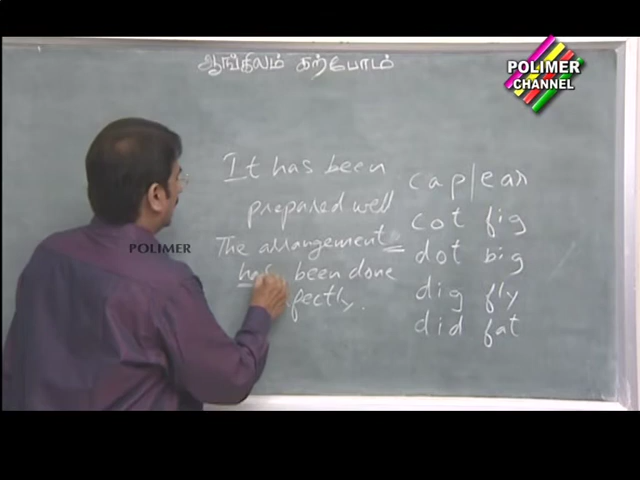 ஆங்கிலம் கற்போம்
POLIMER
CHANNEL
It has been
prepared well
The arrangement
has been done
fectly.
cap/ear
cot fig
dot big
dig fly
did fat
POLIMER